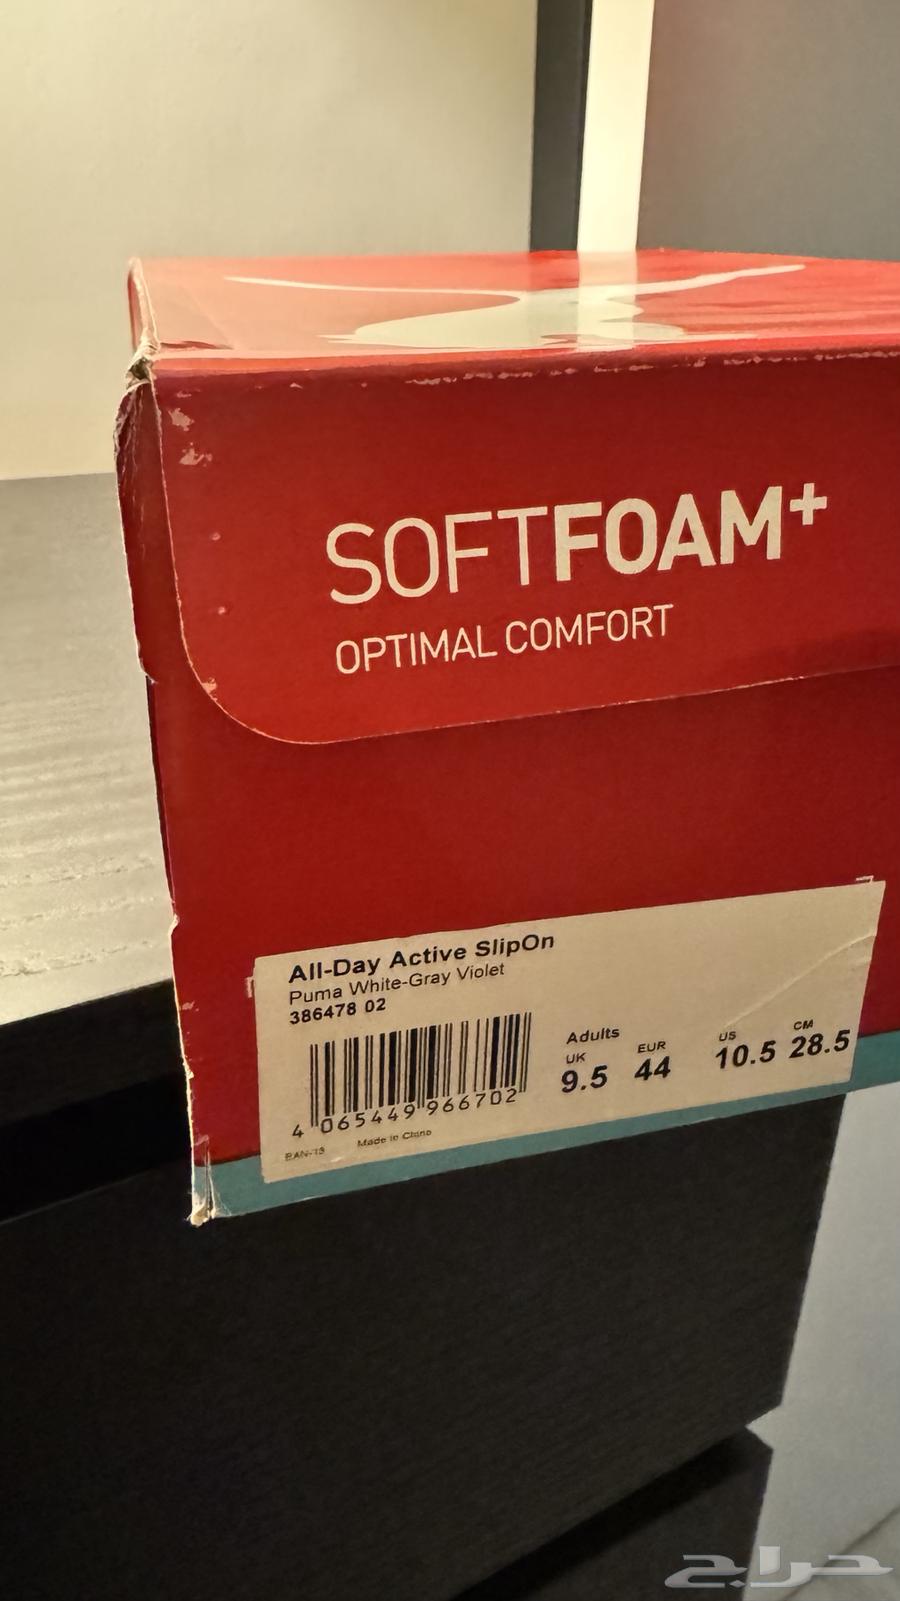 SOFTFOAM+
OPTIMAL COMFORT
All-Day Active SlipOn
Puma White-Gray Violet
386478 02
Adults
UK EUR US CM
9.5 44 10.5 28.5
4 065449 966702
Made in China
حراج